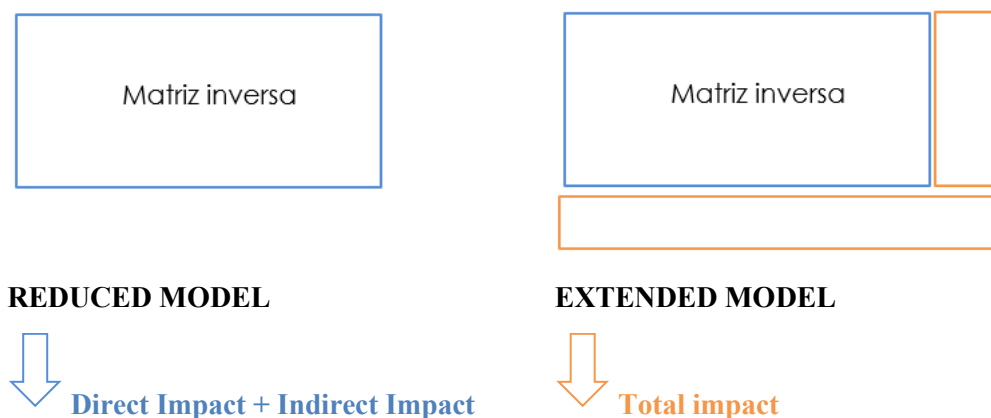 Matriz inversa
Matriz inversa
REDUCED MODEL
EXTENDED MODEL
Direct Impact + Indirect Impact
Total impact